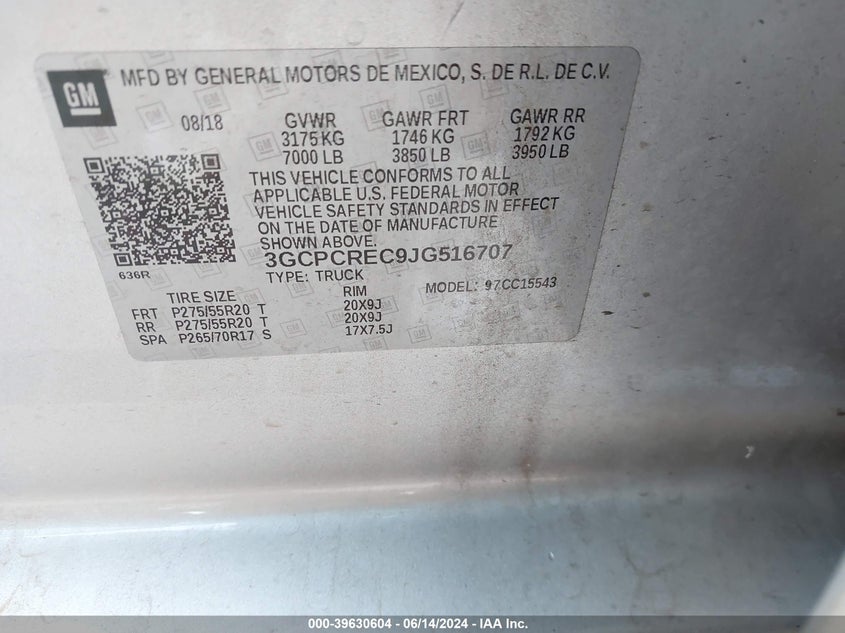 GM MFD BY GENERAL MOTORS DE MEXICO, S. DE R.L. DE C.V.
08/18 GVWR GAWR FRT GAWR RR
3175 KG 1746 KG 1792 KG
7000 LB 3850 LB 3950 LB
THIS VEHICLE CONFORMS TO ALL
APPLICABLE U.S. FEDERAL MOTOR
VEHICLE SAFETY STANDARDS IN EFFECT
ON THE DATE OF MANUFACTURE
SHOWN ABOVE.
3GCPCREC9JG516707
636R TYPE: TRUCK MODEL: 97CC15543
TIRE SIZE RIM
FRT P275/55R20 T 20X9J
RR P275/55R20 T 20X9J
SPA P265/70R17 S 17X7.5J
000-39630604 - 06/14/2024 - IAA Inc.